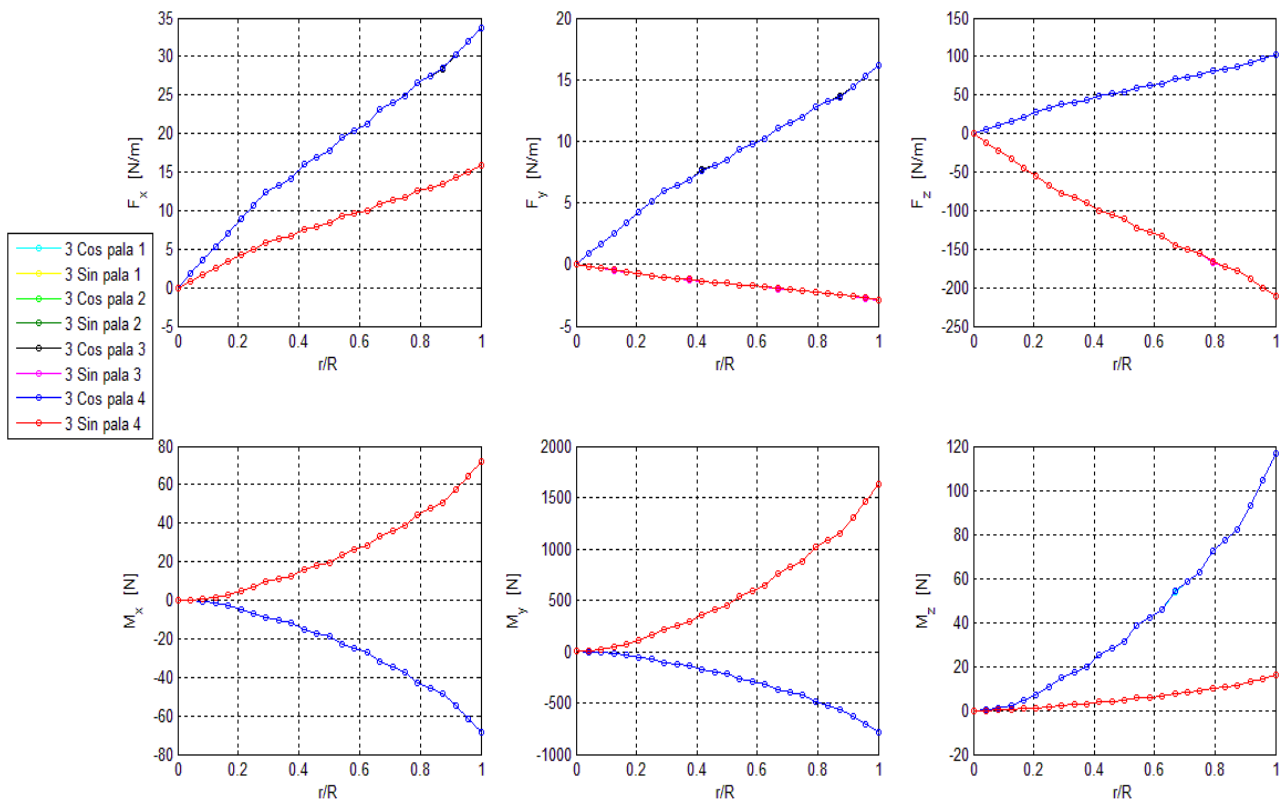 35
30
25
20
15
10
5
0
-5
F_x [N/m]
0 0.2 0.4 0.6 0.8 1
r/R
20
15
10
5
0
-5
F_y [N/m]
0 0.2 0.4 0.6 0.8 1
r/R
150
100
50
0
-50
-100
-150
-200
-250
F_z [N/m]
0 0.2 0.4 0.6 0.8 1
r/R
3 Cos pala 1
3 Sin pala 1
3 Cos pala 2
3 Sin pala 2
3 Cos pala 3
3 Sin pala 3
3 Cos pala 4
3 Sin pala 4
80
60
40
20
0
-20
-40
-60
-80
M_x [N]
0 0.2 0.4 0.6 0.8 1
r/R
2000
1500
1000
500
0
-500
-1000
M_y [N]
0 0.2 0.4 0.6 0.8 1
r/R
120
100
80
60
40
20
0
-20
M_z [N]
0 0.2 0.4 0.6 0.8 1
r/R